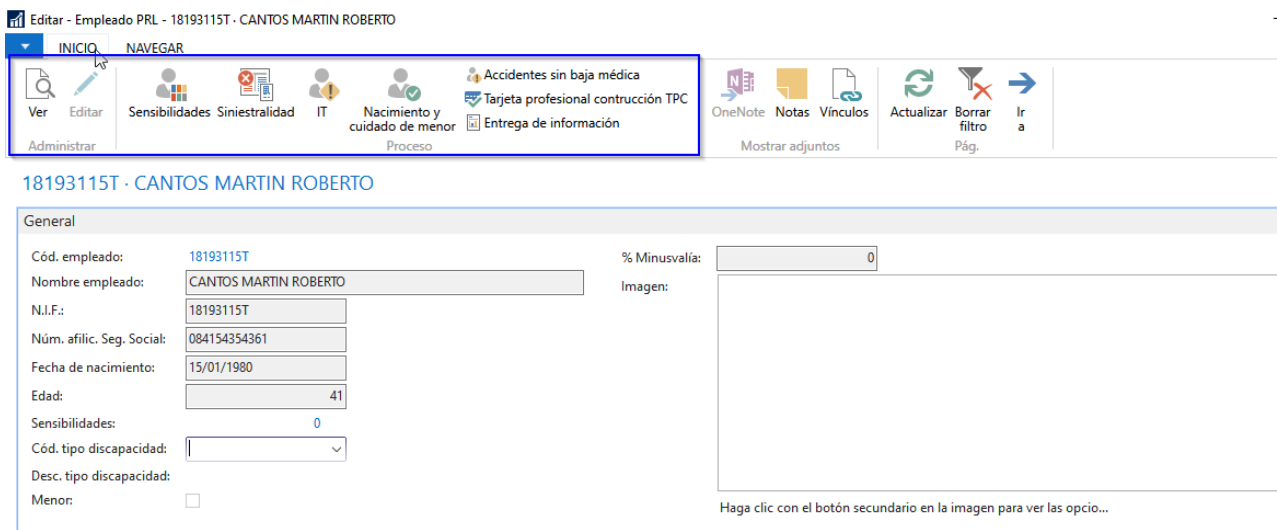 Editar - Empleado PRL - 18193115T · CANTOS MARTIN ROBERTO
INICIO NAVEGAR
Ver Editar
Administrar
Sensibilidades Siniestralidad IT Nacimiento y cuidado de menor
Accidentes sin baja médica
Tarjeta profesional contrucción TPC
Entrega de información
Proceso
OneNote Notas Vínculos
Mostrar adjuntos
Actualizar Borrar filtro Ir a
Pág.
18193115T · CANTOS MARTIN ROBERTO
General
Cód. empleado: 18193115T
Nombre empleado: CANTOS MARTIN ROBERTO
N.I.F.: 18193115T
Núm. afilic. Seg. Social: 084154354361
Fecha de nacimiento: 15/01/1980
Edad: 41
Sensibilidades: 0
Cód. tipo discapacidad:
Desc. tipo discapacidad:
Menor:
% Minusvalía: 0
Imagen:
Haga clic con el botón secundario en la imagen para ver las opcio...